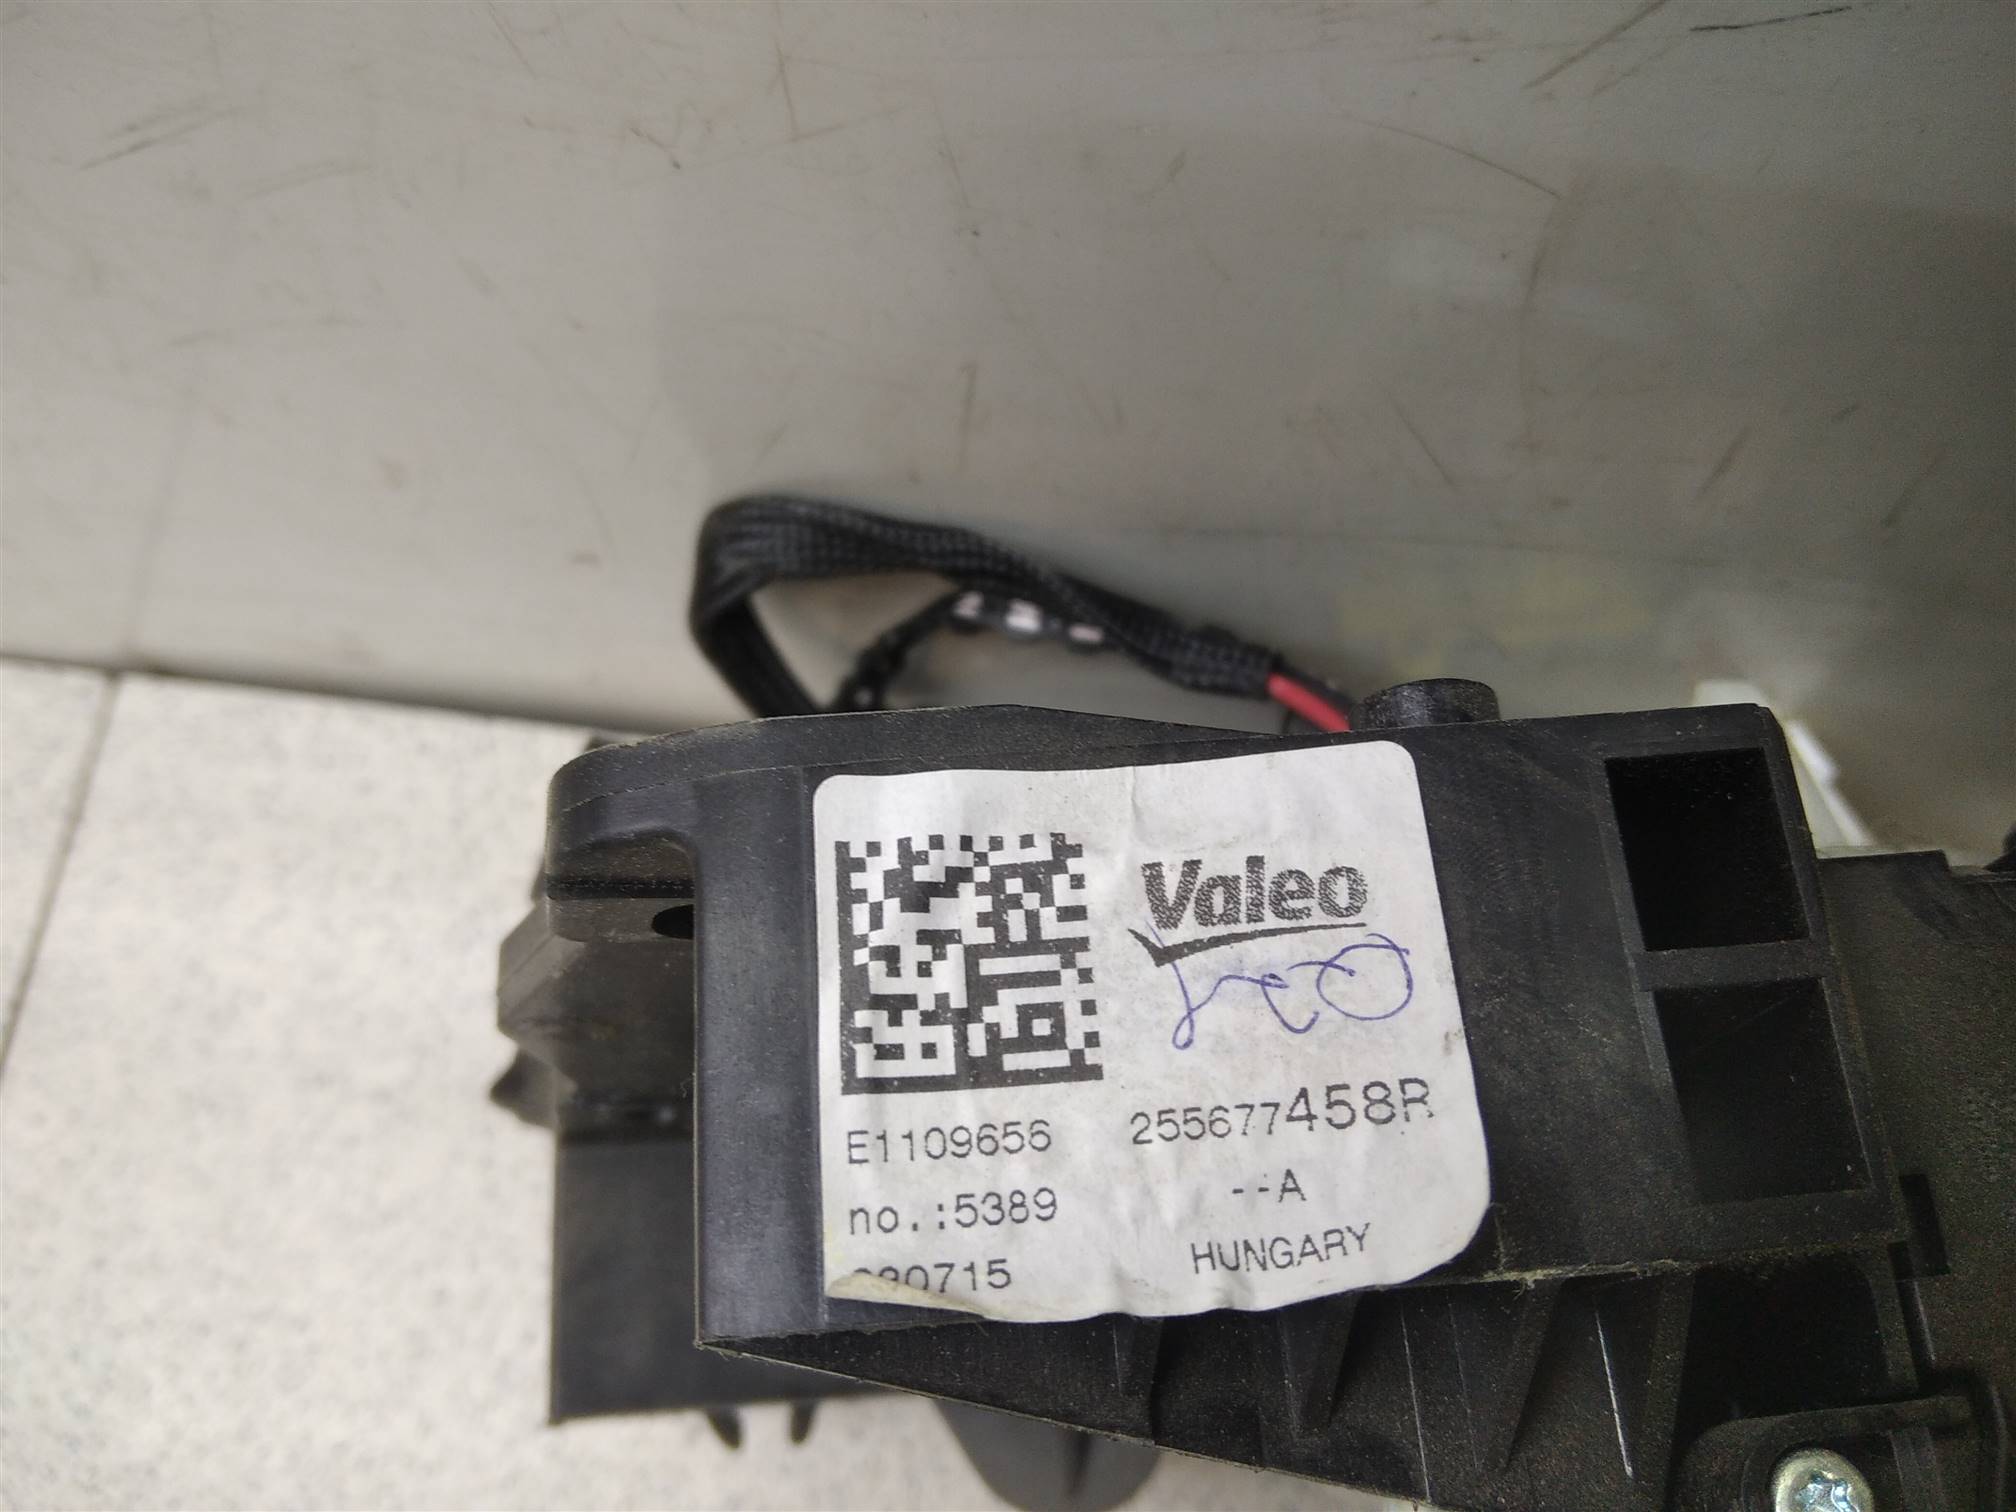 Valeo
E1109656
255677458R
no.:5389
--A
HUNGARY